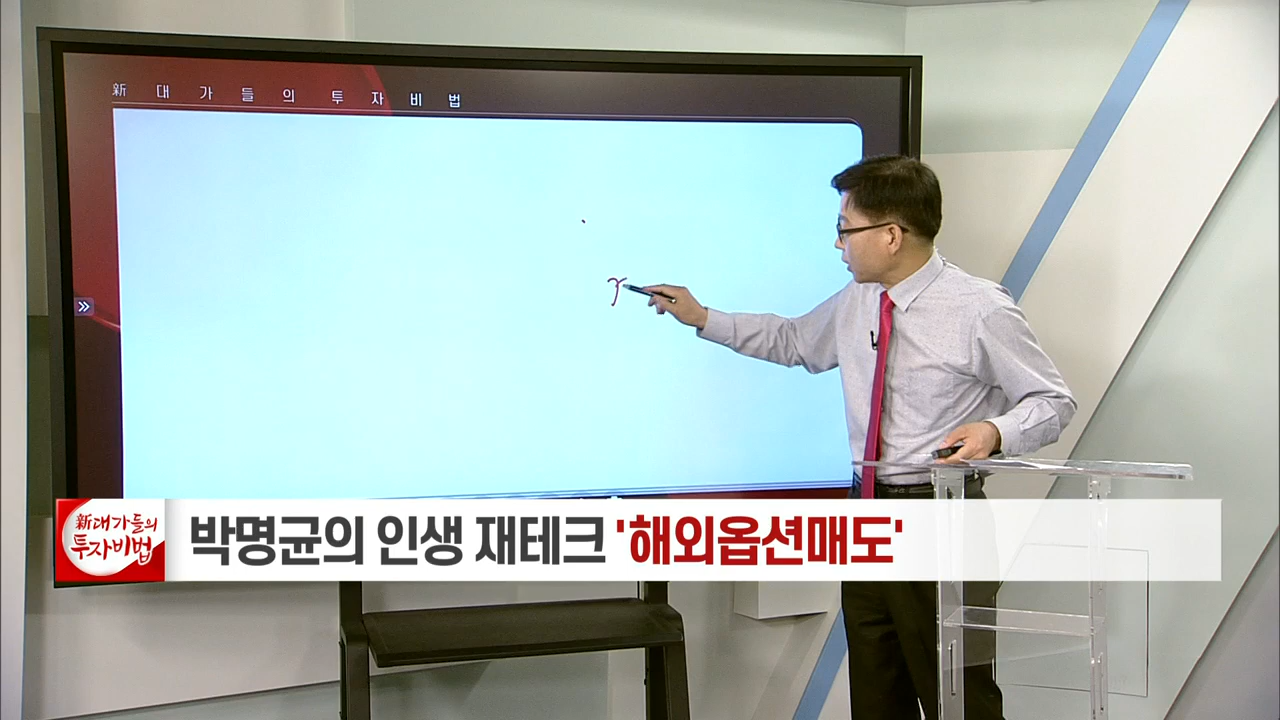 新 대가들의 투자비법
新대가들의
투자비법
박명균의 인생 재테크 '해외옵션매도'